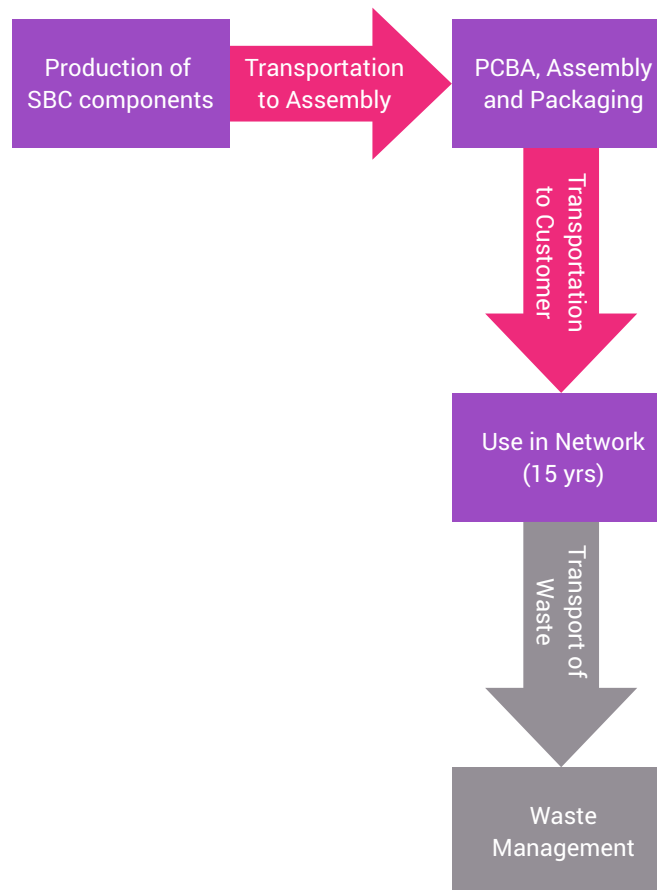 Production of
SBC components
Transportation
to Assembly
PCBA, Assembly
and Packaging
Transportation
to Customer
Use in Network
(15 yrs)
Transport of
Waste
Waste
Management